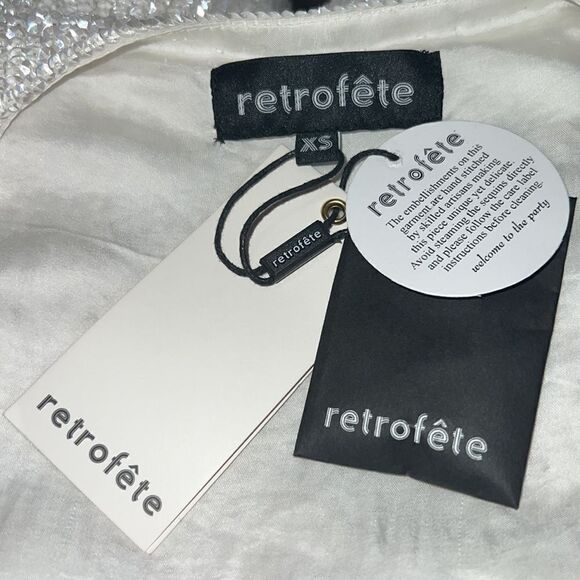 retrofête
XS
retrofête
The embellishments on this
garment are hand stitched
by skilled artisans making
this piece unique yet delicate.
Avoid steaming the sequins directly
and please follow the care label
instructions before cleaning.
welcome to the party
retrofête
retrofête
retrofête